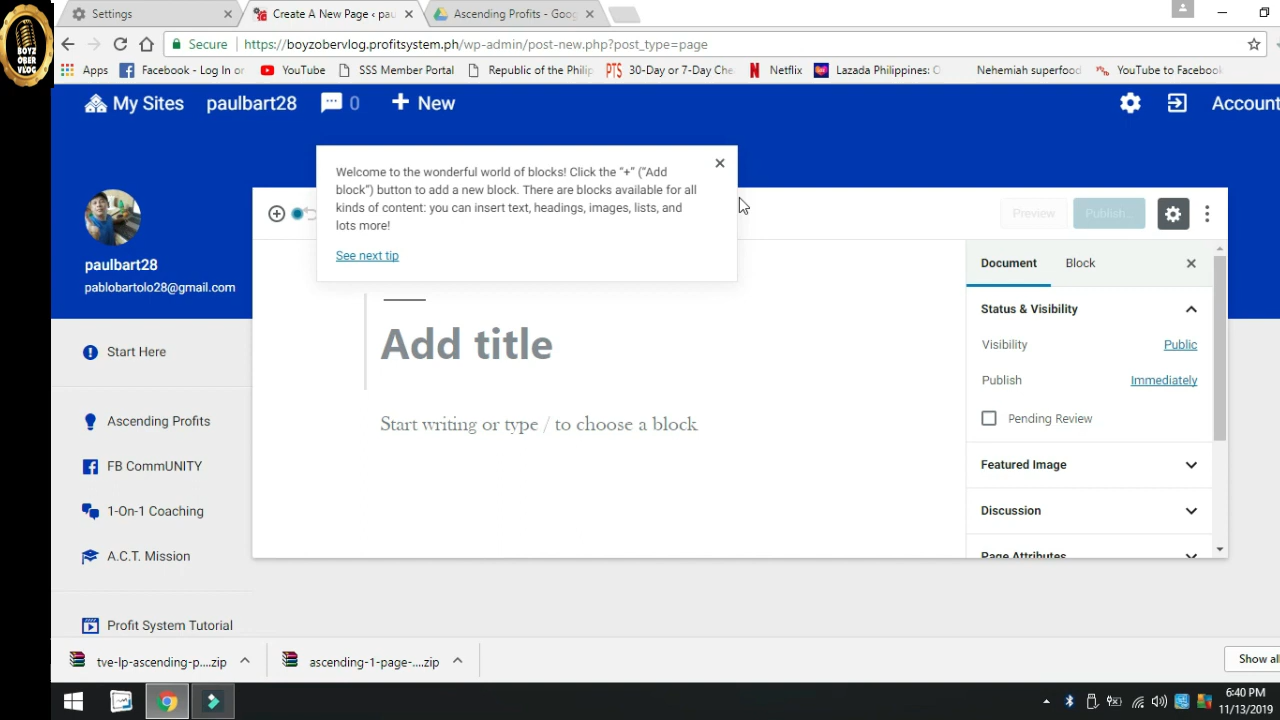 BOYZ
OBER
VLOG
Settings
Create A New Page ‹ pau
Ascending Profits - Goog
Secure
https://boyzobervlog.profitsystem.ph/wp-admin/post-new.php?post_type=page
Apps
Facebook - Log In or
YouTube
SSS Member Portal
Republic of the Philip
PTS 30-Day or 7-Day Che
Netflix
Lazada Philippines: O
Nehemiah superfood
YouTube to Facebook
My Sites
paulbart28
0
New
Account
Welcome to the wonderful world of blocks! Click the “+” (“Add
block”) button to add a new block. There are blocks available for all
kinds of content: you can insert text, headings, images, lists, and
lots more!
See next tip
Preview
Publish...
paulbart28
pablobartolo28@gmail.com
Start Here
Ascending Profits
FB CommUNITY
1-On-1 Coaching
A.C.T. Mission
Profit System Tutorial
Add title
Start writing or type / to choose a block
Document
Block
Status & Visibility
Visibility
Public
Publish
Immediately
Pending Review
Featured Image
Discussion
Page Attributes
tve-lp-ascending-p....zip
ascending-1-page-....zip
Show all
6:40 PM
11/13/2019